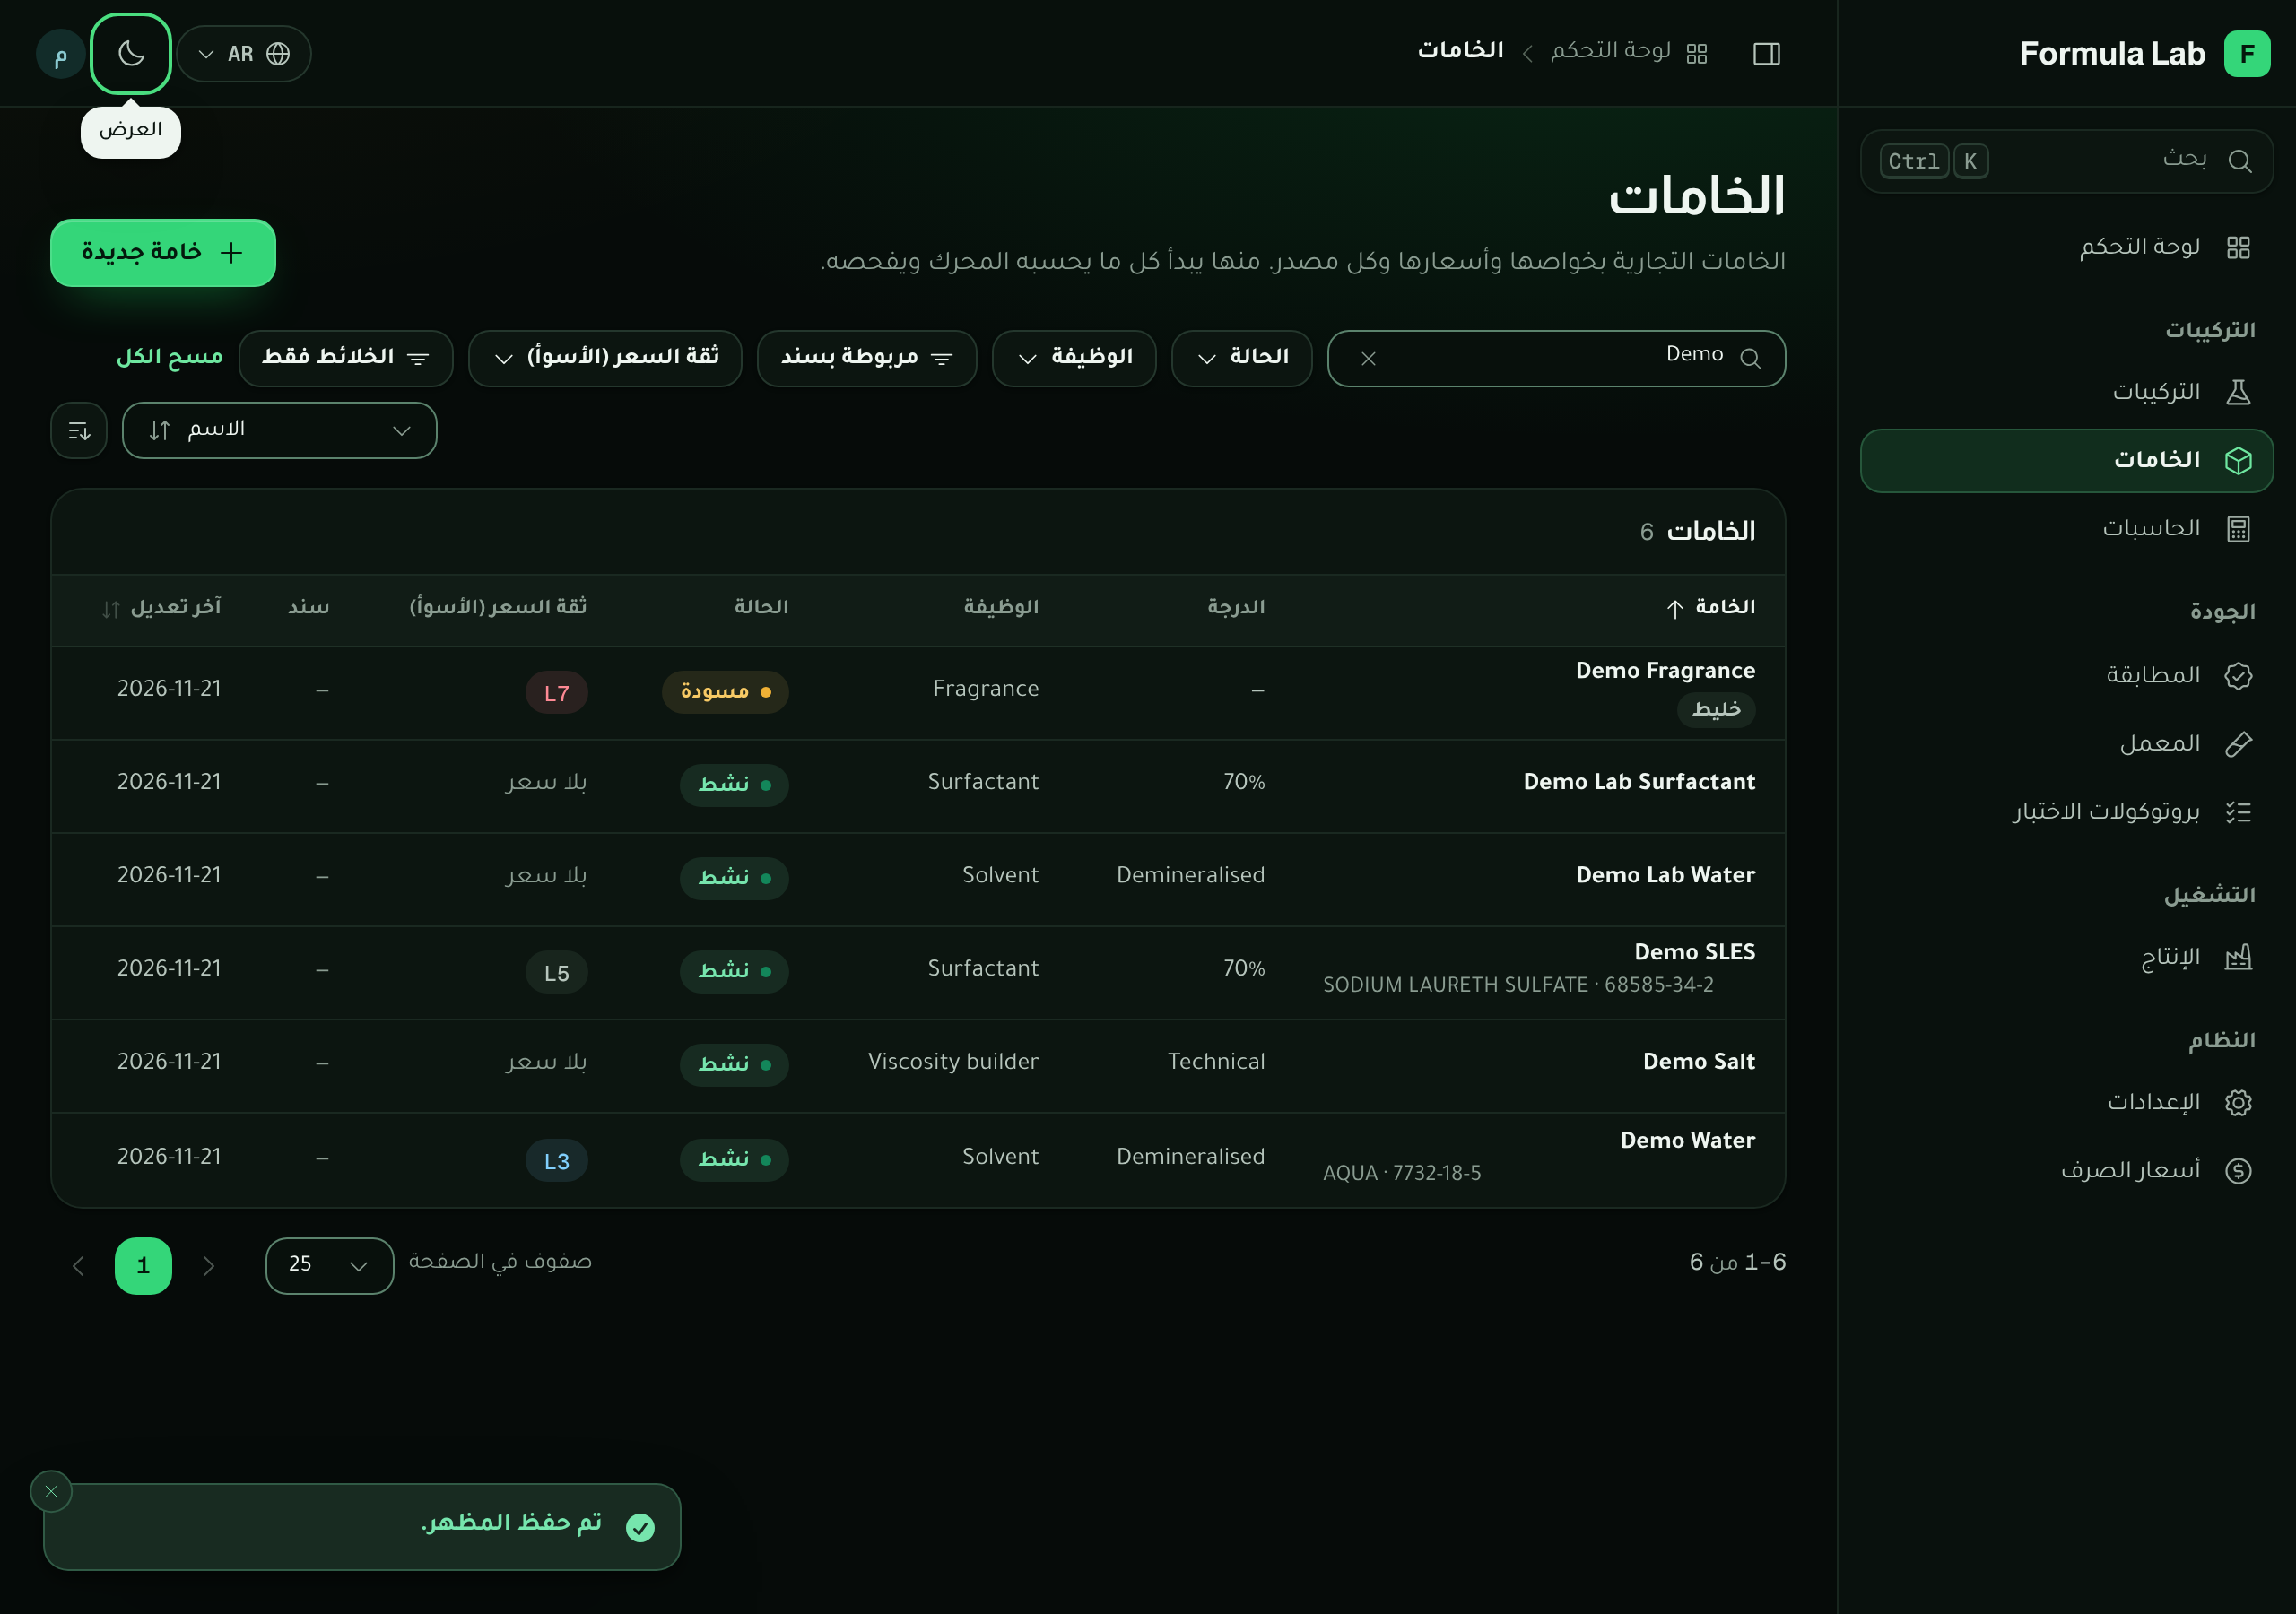 F Formula Lab
بحث Ctrl K
لوحة التحكم
التركيبات
التركيبات
الخامات
الحاسبات
الجودة
المطابقة
المعمل
بروتوكولات الاختبار
التشغيل
الإنتاج
النظام
الإعدادات
أسعار الصرف
لوحة التحكم
الخامات
AR
م
العرض
الخامات
الخامات التجارية بخواصها وأسعارها وكل مصدر. منها يبدأ كل ما يحسبه المحرك ويفحصه.
خامة جديدة
Demo
الحالة
الوظيفة
مربوطة بسند
ثقة السعر (الأسوأ)
الخلائط فقط
مسح الكل
الاسم
الخامات 6
الخامة الدرجة الوظيفة الحالة ثقة السعر (الأسوأ) سند آخر تعديل
Demo Fragrance – Fragrance مسودة L7 – 2026-11-21
خليط
Demo Lab Surfactant 70% Surfactant نشط بلا سعر – 2026-11-21
Demo Lab Water Demineralised Solvent نشط بلا سعر – 2026-11-21
Demo SLES 70% Surfactant نشط L5 – 2026-11-21
SODIUM LAURETH SULFATE · 68585-34-2
Demo Salt Technical Viscosity builder نشط بلا سعر – 2026-11-21
Demo Water Demineralised Solvent نشط L3 – 2026-11-21
AQUA · 7732-18-5
1–6 من 6
صفوف في الصفحة 25
1
تم حفظ المظهر.